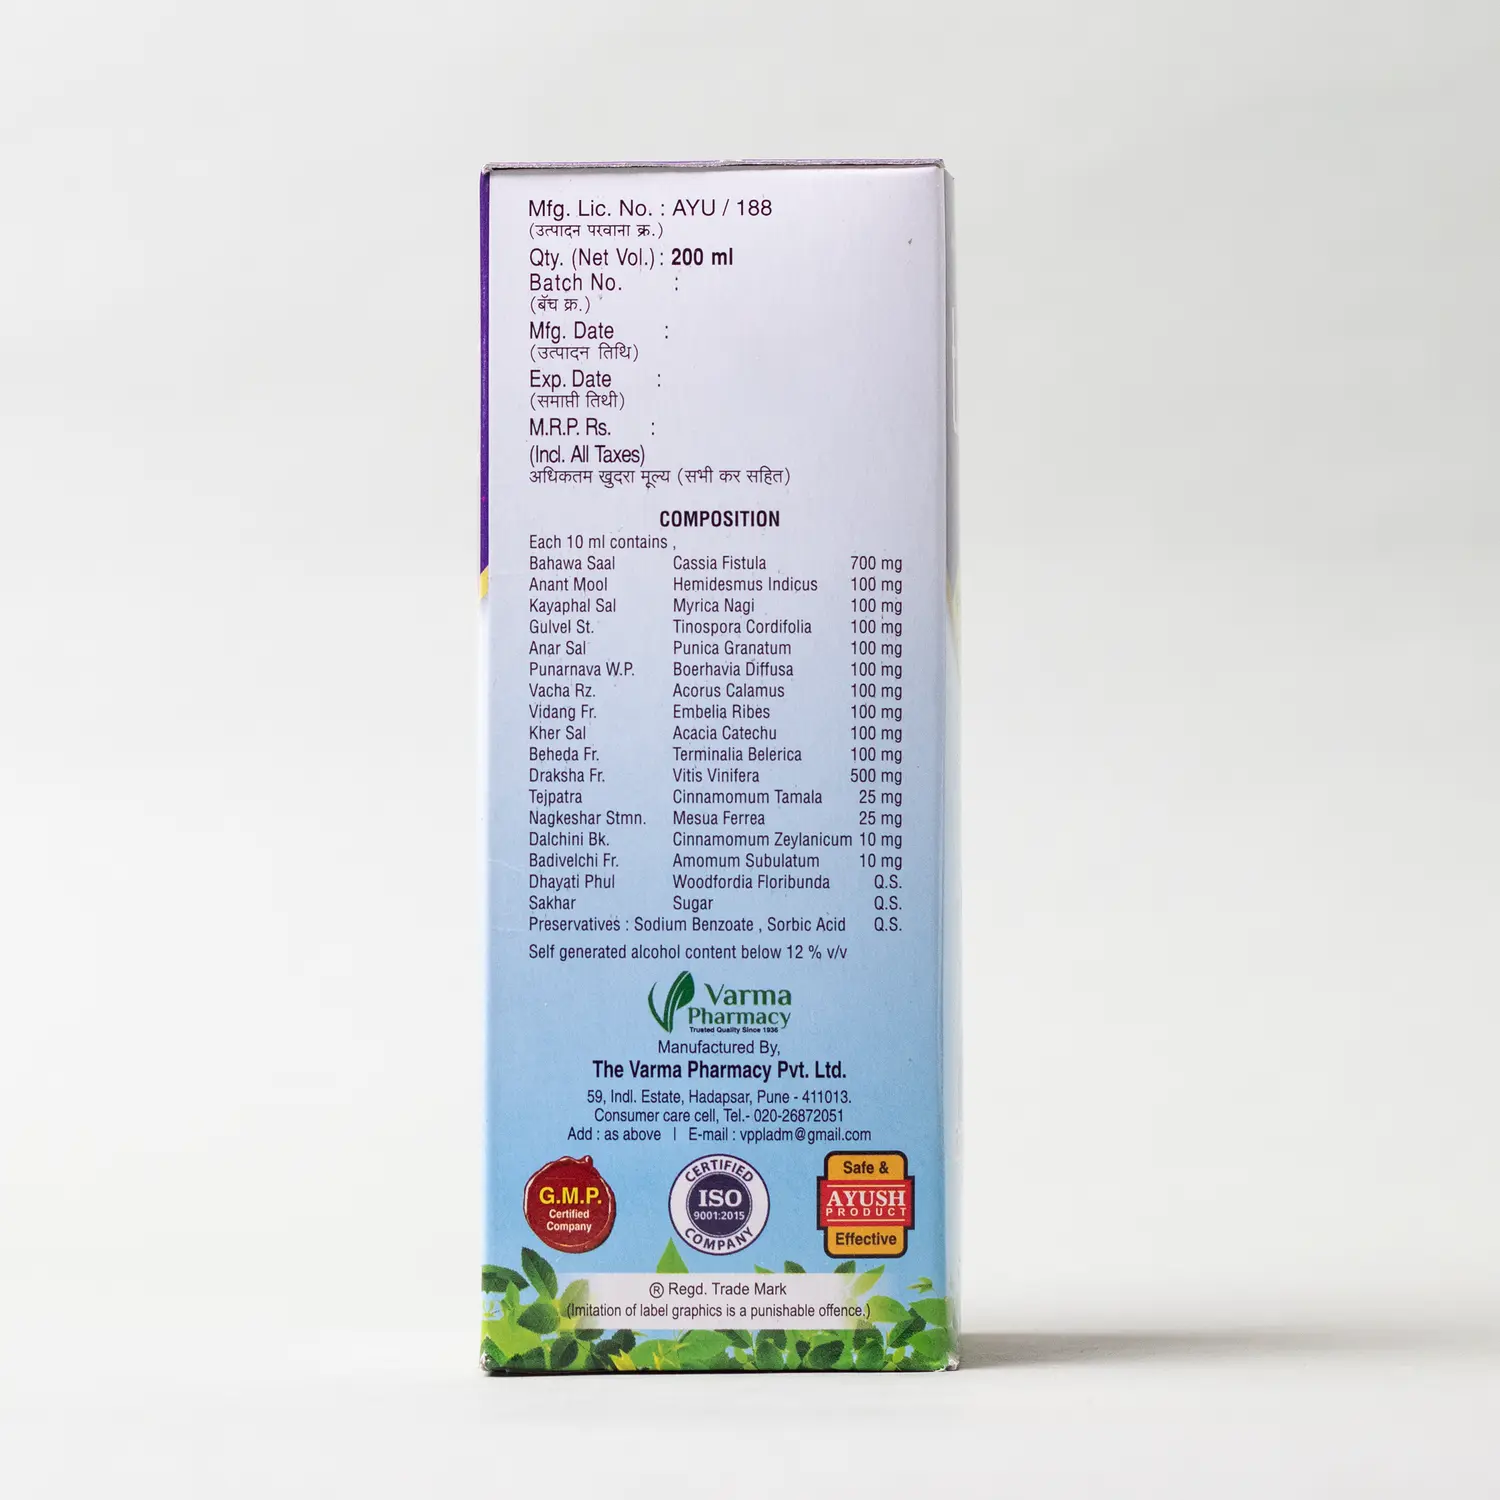 Mfg. Lic. No. : AYU / 188
(उत्पादन परवाना क्र.)
Qty. (Net Vol.) : 200 ml
Batch No. :
(बॅच क्र.)
Mfg. Date :
(उत्पादन तिथि)
Exp. Date :
(समाप्ती तिथी)
M.R.P. Rs. :
(Incl. All Taxes)
अधिकतम खुदरा मूल्य (सभी कर सहित)
COMPOSITION
Each 10 ml contains ,
Bahawa Saal Cassia Fistula 700 mg
Anant Mool Hemidesmus Indicus 100 mg
Kayaphal Sal Myrica Nagi 100 mg
Gulvel St. Tinospora Cordifolia 100 mg
Anar Sal Punica Granatum 100 mg
Punarnava W.P. Boerhavia Diffusa 100 mg
Vacha Rz. Acorus Calamus 100 mg
Vidang Fr. Embelia Ribes 100 mg
Kher Sal Acacia Catechu 100 mg
Beheda Fr. Terminalia Belerica 100 mg
Draksha Fr. Vitis Vinifera 500 mg
Tejpatra Cinnamomum Tamala 25 mg
Nagkeshar Stmn. Mesua Ferrea 25 mg
Dalchini Bk. Cinnamomum Zeylanicum 10 mg
Badivelchi Fr. Amomum Subulatum 10 mg
Dhayati Phul Woodfordia Floribunda Q.S.
Sakhar Sugar Q.S.
Preservatives : Sodium Benzoate , Sorbic Acid Q.S.
Self generated alcohol content below 12 % v/v
Varma
Pharmacy
Trusted Quality Since 1936
Manufactured By,
The Varma Pharmacy Pvt. Ltd.
59, Indl. Estate, Hadapsar, Pune - 411013.
Consumer care cell, Tel.- 020-26872051
Add : as above | E-mail : vppladm@gmail.com
G.M.P.
Certified
Company
CERTIFIED
ISO
9001:2015
COMPANY
Safe &
AYUSH
PRODUCT
Effective
® Regd. Trade Mark
(Imitation of label graphics is a punishable offence.)